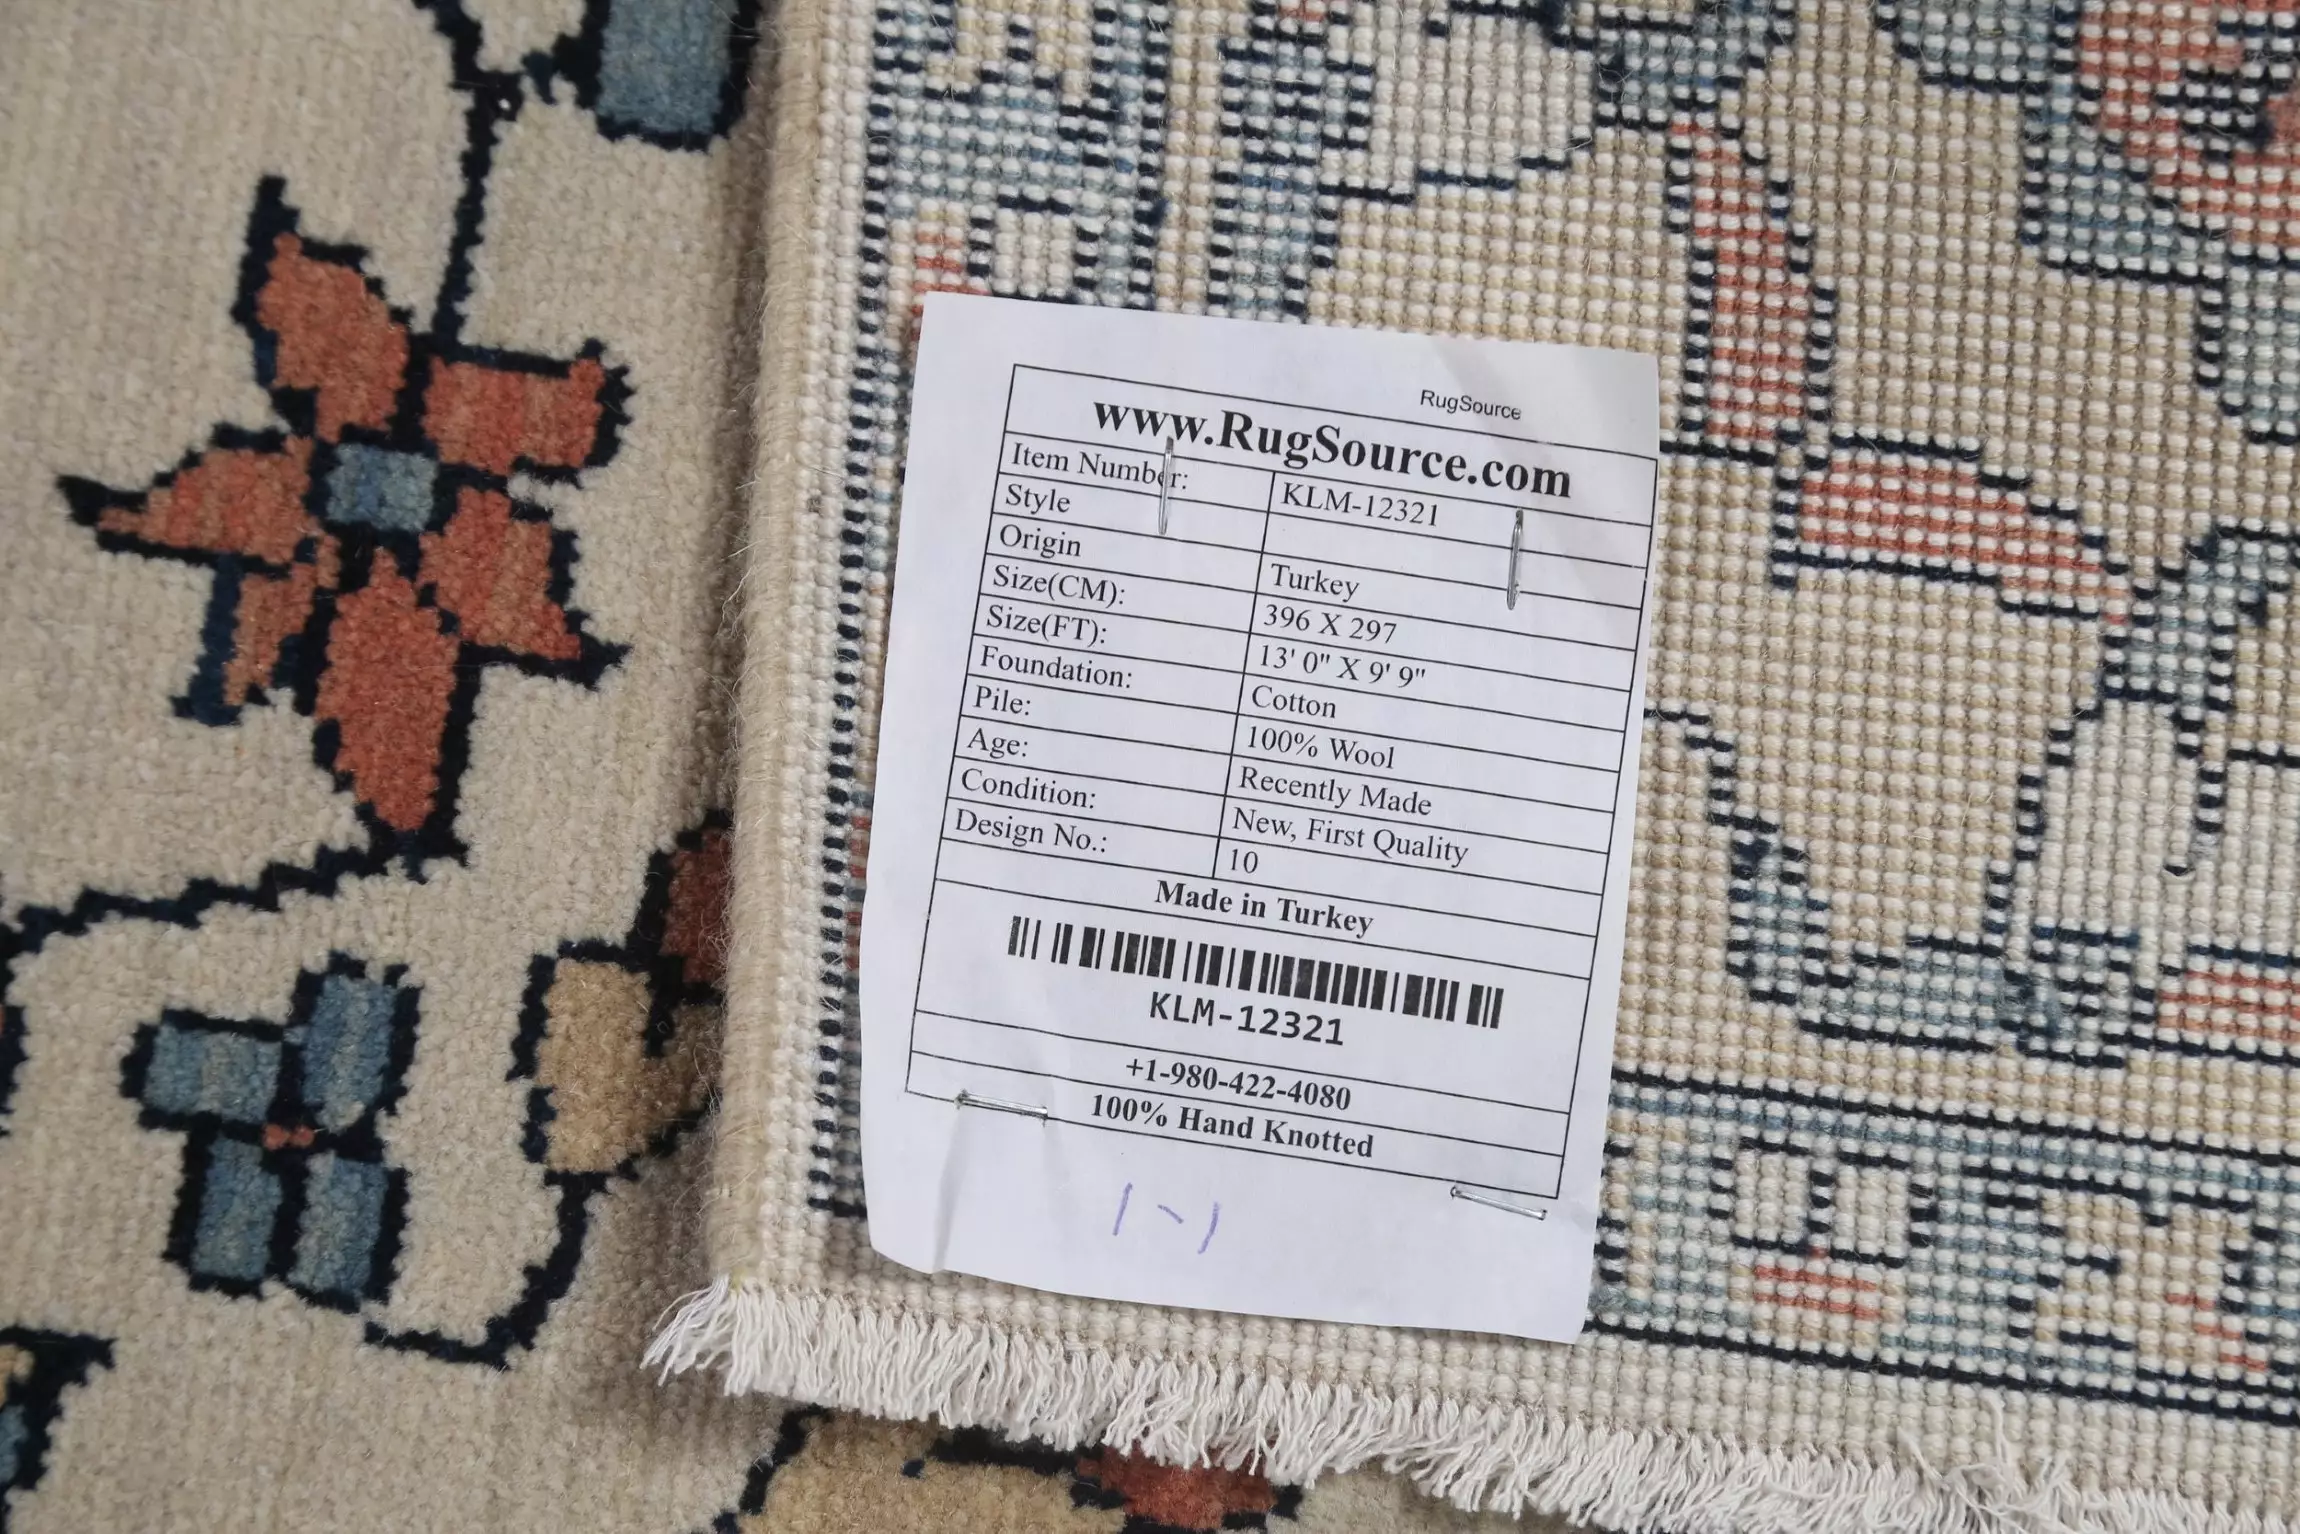 RugSource
www.RugSource.com
Item Number: KLM-12321
Style
Origin Turkey
Size(CM): 396 X 297
Size(FT): 13' 0" X 9' 9"
Foundation: Cotton
Pile: 100% Wool
Age: Recently Made
Condition: New, First Quality
Design No.: 10
Made in Turkey
KLM-12321
+1-980-422-4080
100% Hand Knotted
1-1